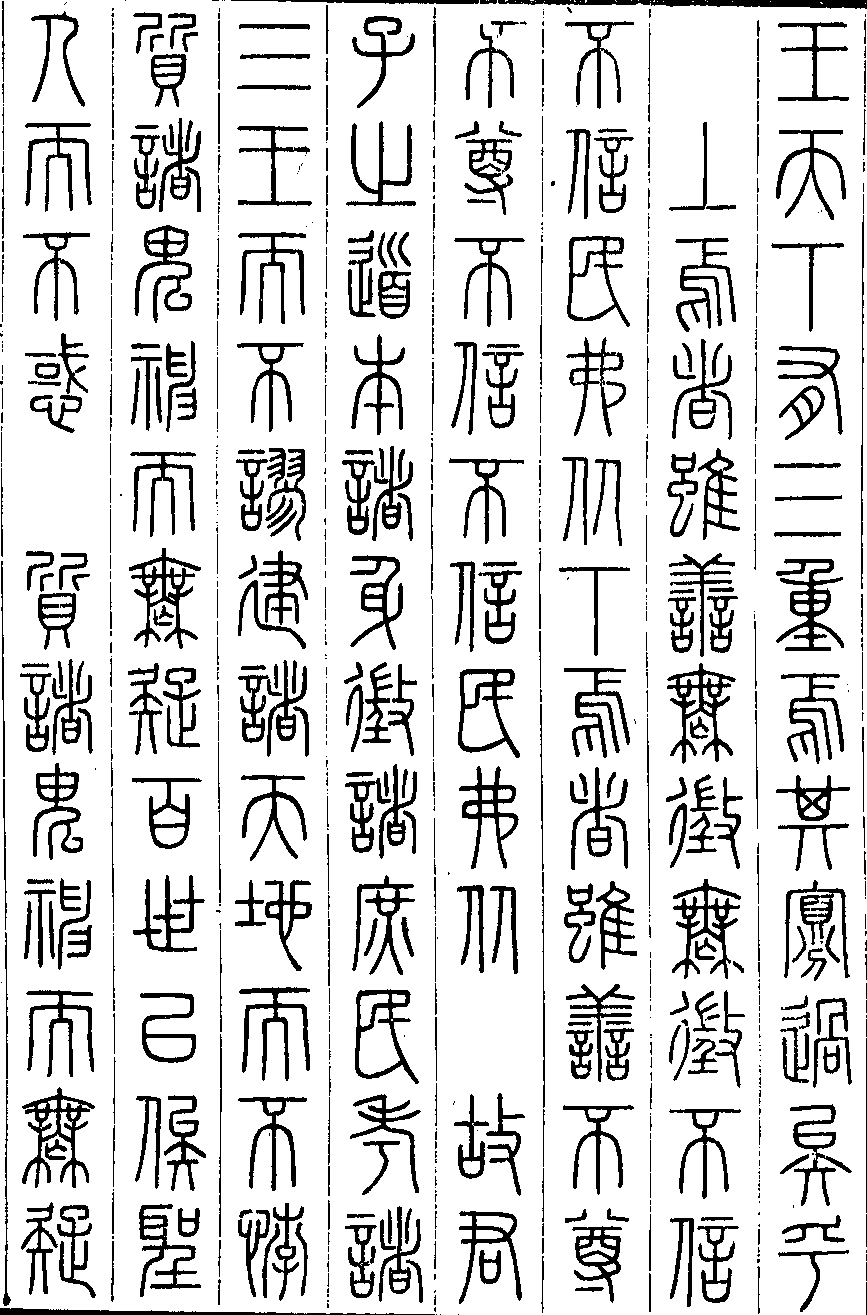 王天下有三重焉其寡過矣乎
上焉者雖善無徵無徵不信
不信民弗从下焉者雖善不尊
不尊不信不信民弗从　故君
子之道本諸身徵諸庶民考諸
三王而不謬建諸天地而不悖
質諸鬼神而無疑百世以俟聖
人而不惑　質諸鬼神而無疑